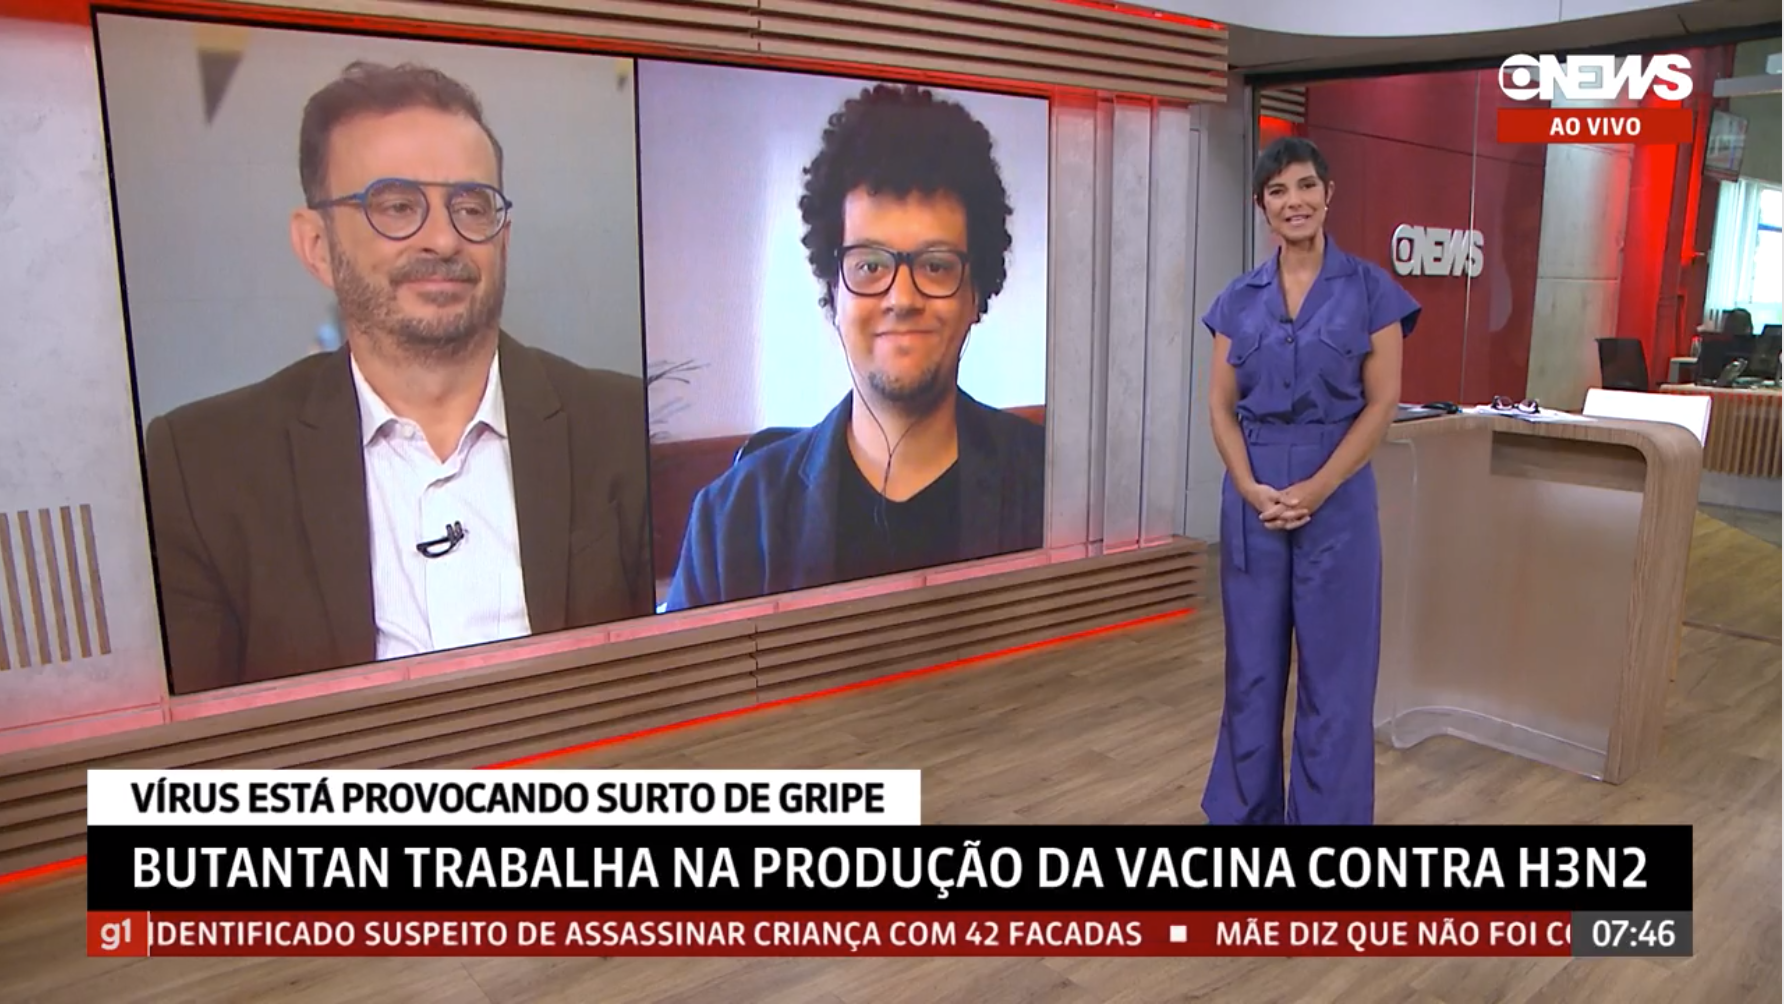 GNEWS
AO VIVO
GNEWS
VÍRUS ESTÁ PROVOCANDO SURTO DE GRIPE
BUTANTAN TRABALHA NA PRODUÇÃO DA VACINA CONTRA H3N2
g1 IDENTIFICADO SUSPEITO DE ASSASSINAR CRIANÇA COM 42 FACADAS ■ MÃE DIZ QUE NÃO FOI 07:46